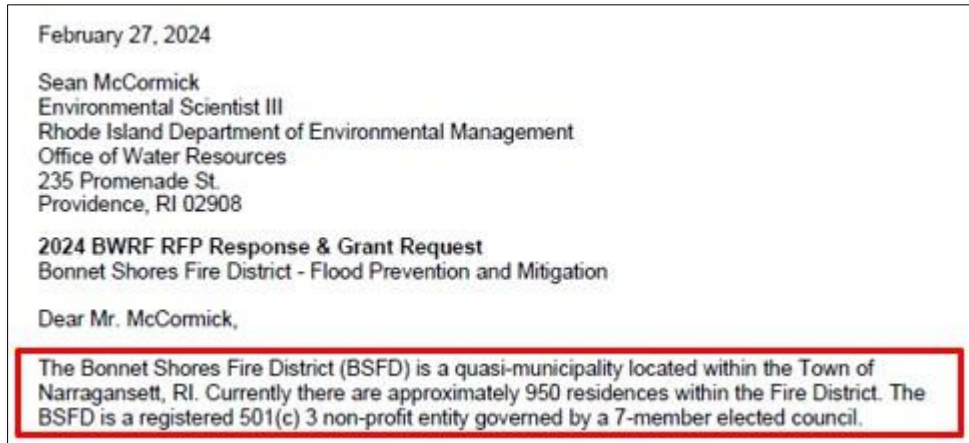 February 27, 2024
Sean McCormick
Environmental Scientist III
Rhode Island Department of Environmental Management
Office of Water Resources
235 Promenade St.
Providence, RI 02908
2024 BWRF RFP Response & Grant Request
Bonnet Shores Fire District - Flood Prevention and Mitigation
Dear Mr. McCormick,
The Bonnet Shores Fire District (BSFD) is a quasi-municipality located within the Town of
Narragansett, RI. Currently there are approximately 950 residences within the Fire District. The
BSFD is a registered 501(c) 3 non-profit entity governed by a 7-member elected council.